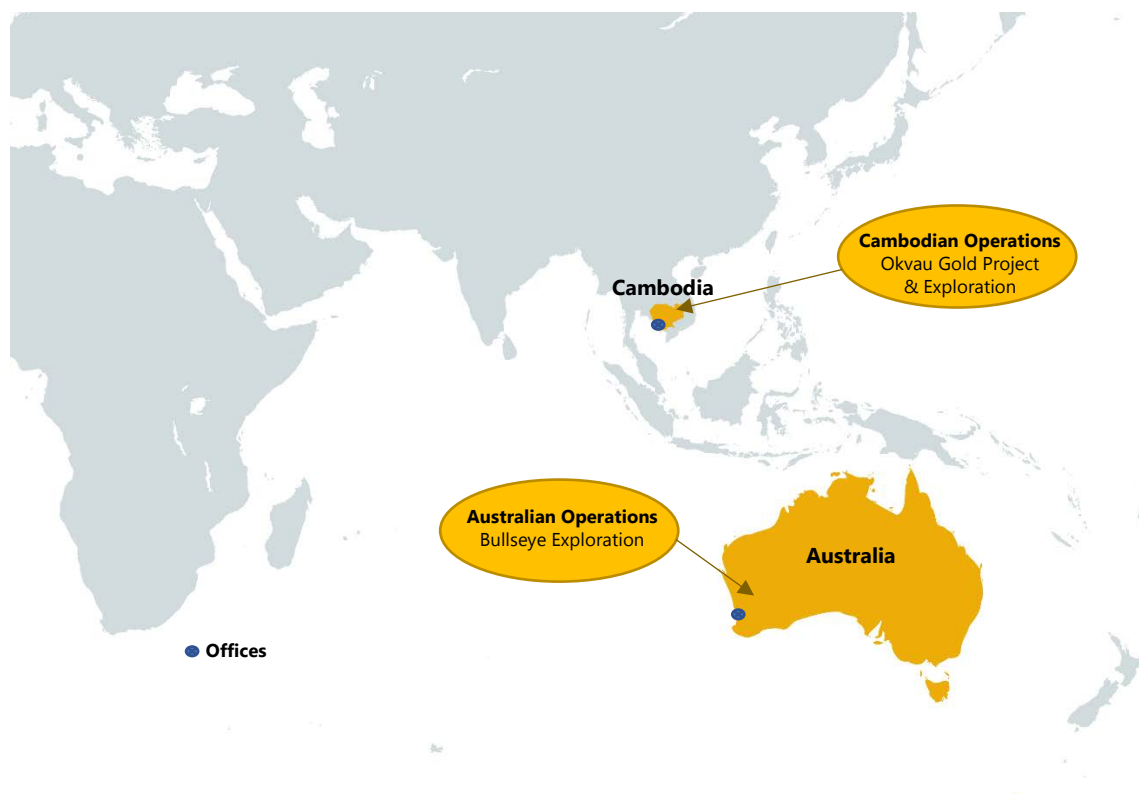 Cambodian Operations
Okvau Gold Project
& Exploration
Cambodia
Australian Operations
Bullseye Exploration
Australia
Offices